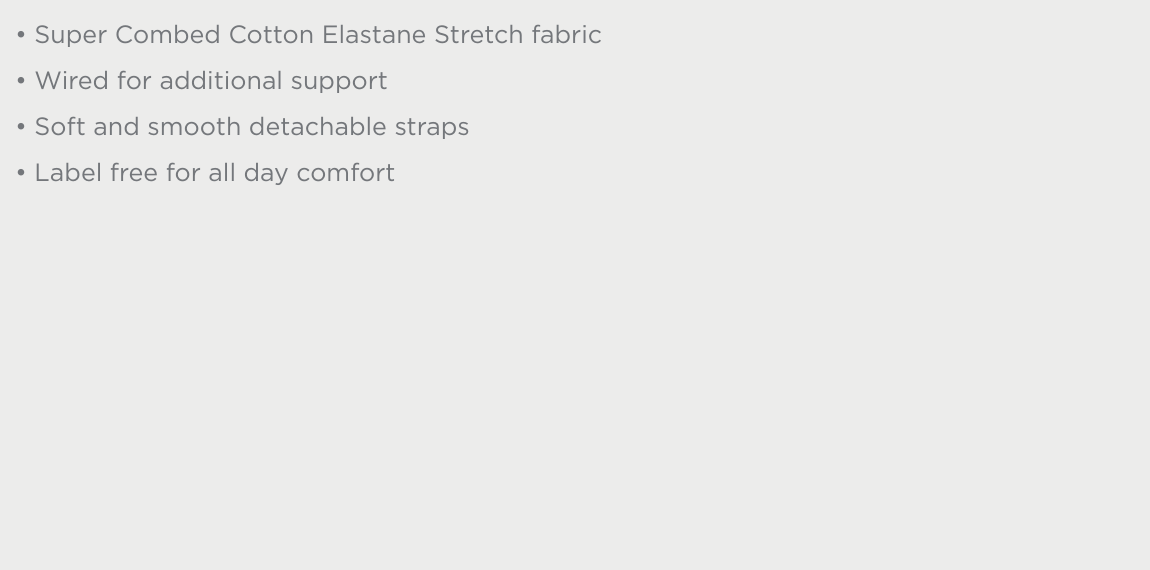 • Super Combed Cotton Elastane Stretch fabric
• Wired for additional support
• Soft and smooth detachable straps
• Label free for all day comfort